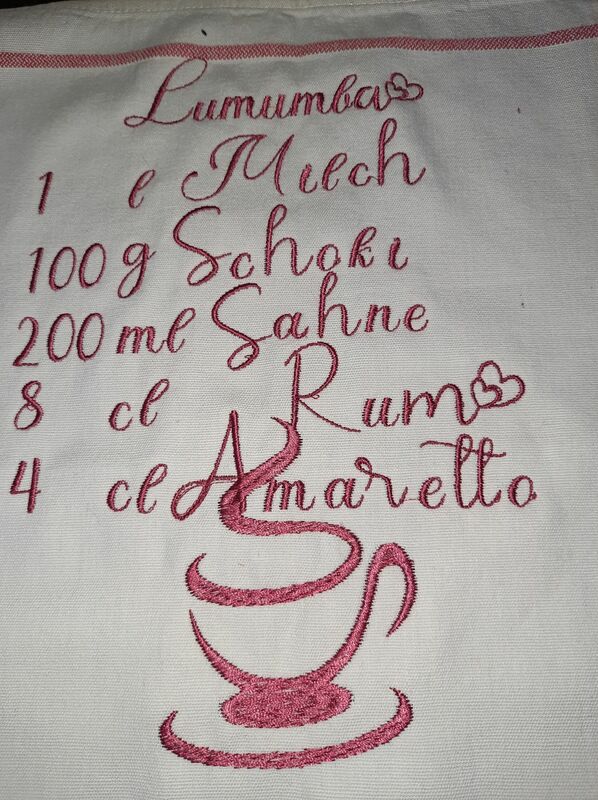 Lumumba
1 l Milch
100 g Schoki
200 ml Sahne
8 cl Rum
4 cl Amaretto